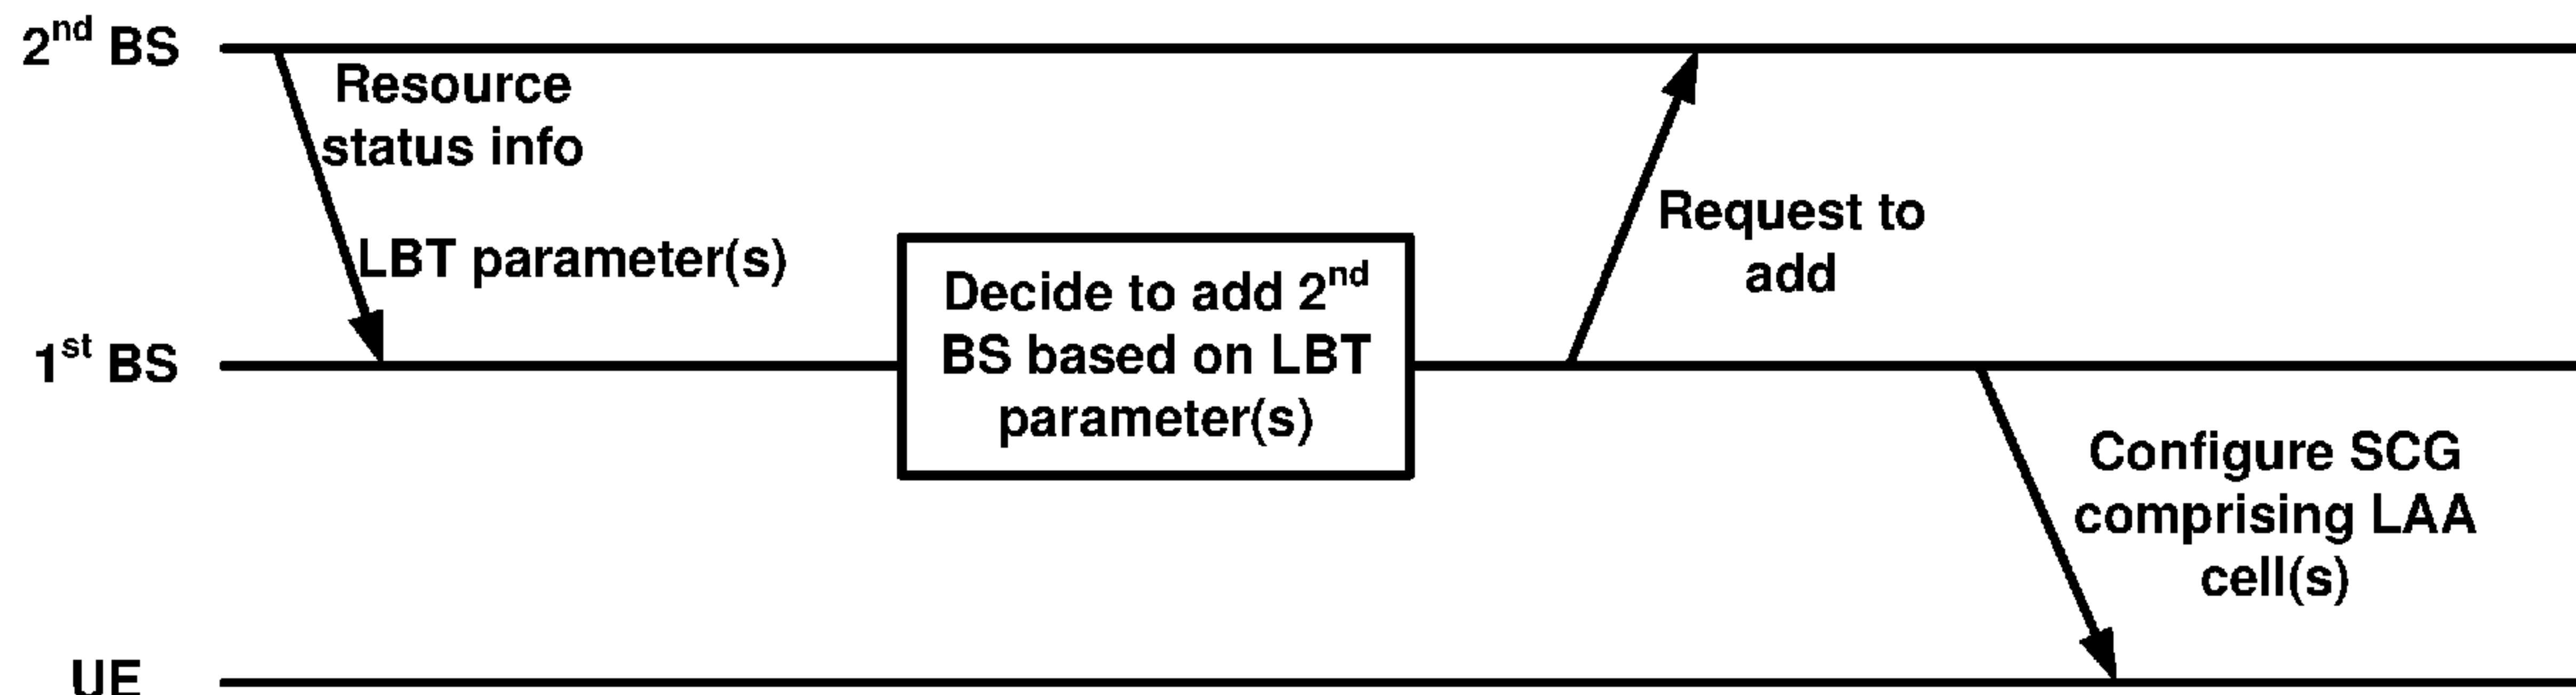 2nd BS
Resource
status info
LBT parameter(s)
1st BS
Decide to add 2nd
BS based on LBT
parameter(s)
Request to
add
Configure SCG
comprising LAA
cell(s)
UE